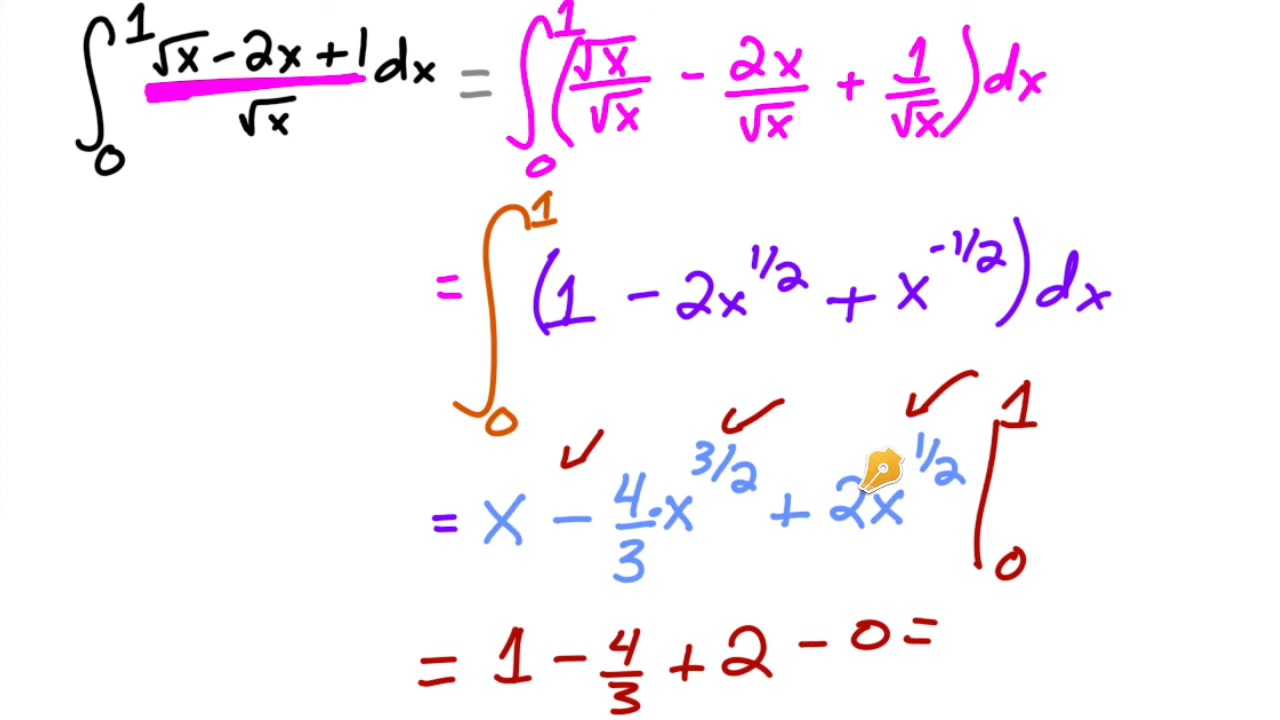 ∫₀¹ (√x - 2x + 1)/√x dx = ∫₀¹ (√x/√x - 2x/√x + 1/√x) dx
= ∫₀¹ (1 - 2x^(1/2) + x^(-1/2)) dx
= x - 4/3 · x^(3/2) + 2x^(1/2) |₀¹
= 1 - 4/3 + 2 - 0 =